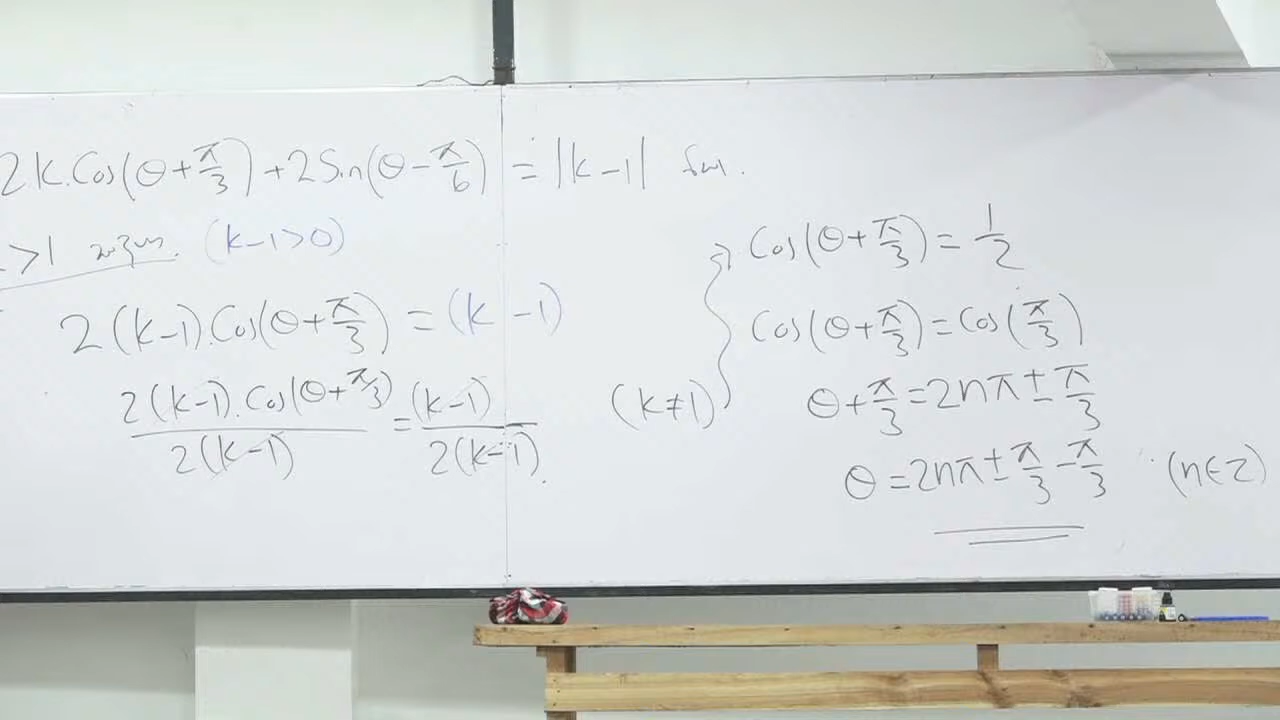 2k.Cos(θ+π/3)+2Sin(θ-π/6) = |k-1|
>1 (k-1>0)
2(k-1).Cos(θ+π/3) = (k-1)
2(k-1).Cos(θ+π/3)/2(k-1) = (k-1)/2(k-1).
(k≠1)
Cos(θ+π/3) = 1/2
Cos(θ+π/3) = Cos(π/3)
θ+π/3 = 2nπ ± π/3
θ = 2nπ ± π/3 - π/3 (n∈Z)